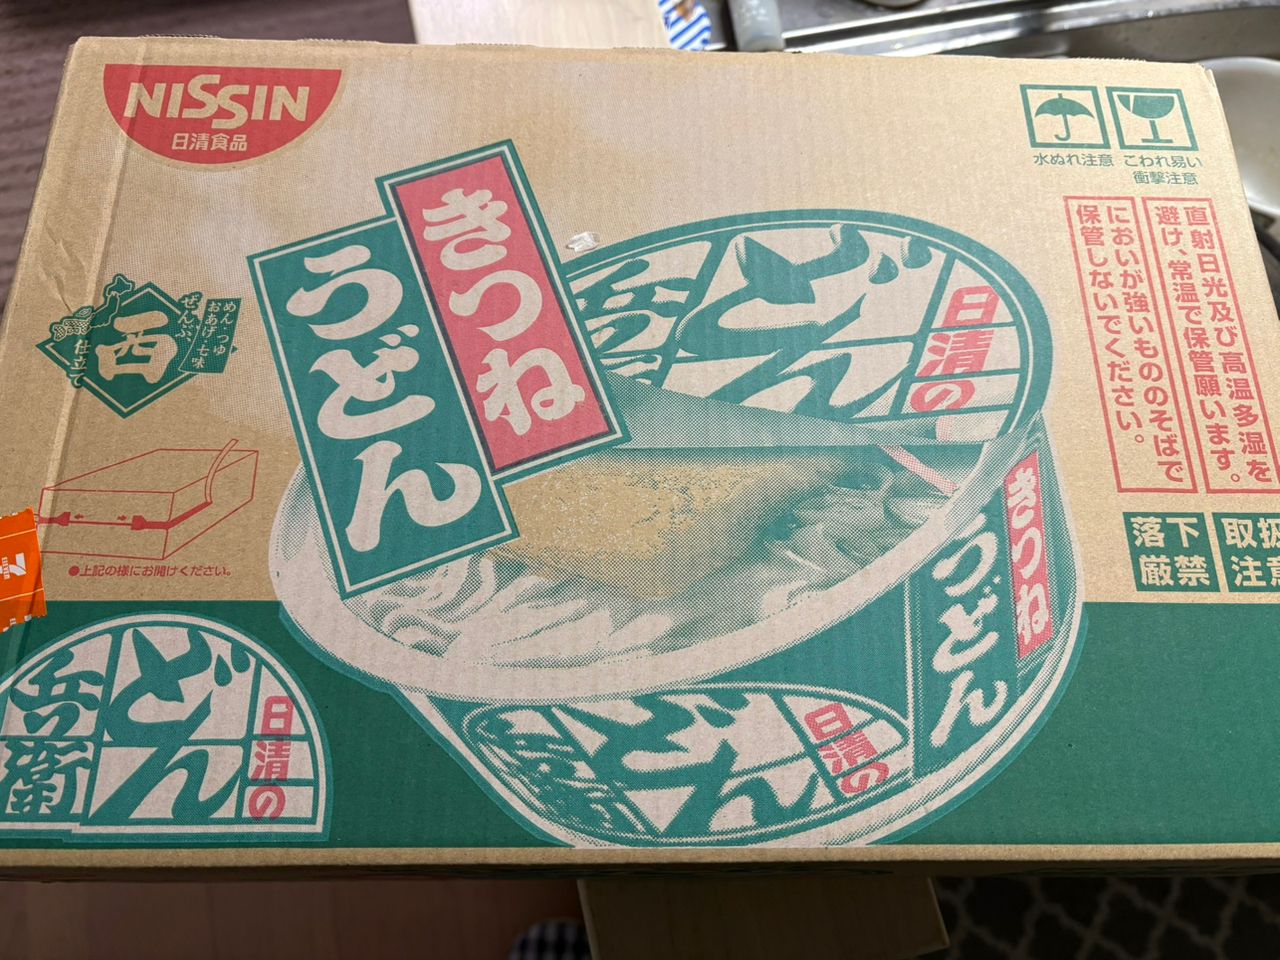 NISSIN
日清食品
きつね
うどん
めんつゆ
おあげ・七味
ぜんぶ、
西
仕立て
●上記の様にお開けください。
日清の
どん
兵衛
日清の
どん
兵衛
きつね
うどん
日清の
どん
兵衛
水ぬれ注意
こわれ易い
衝撃注意
直射日光及び高温多湿を
避け、常温で保管願います。
においが強いもののそばで
保管しないでください。
落下
厳禁
取扱
注意
7
ELEVEN